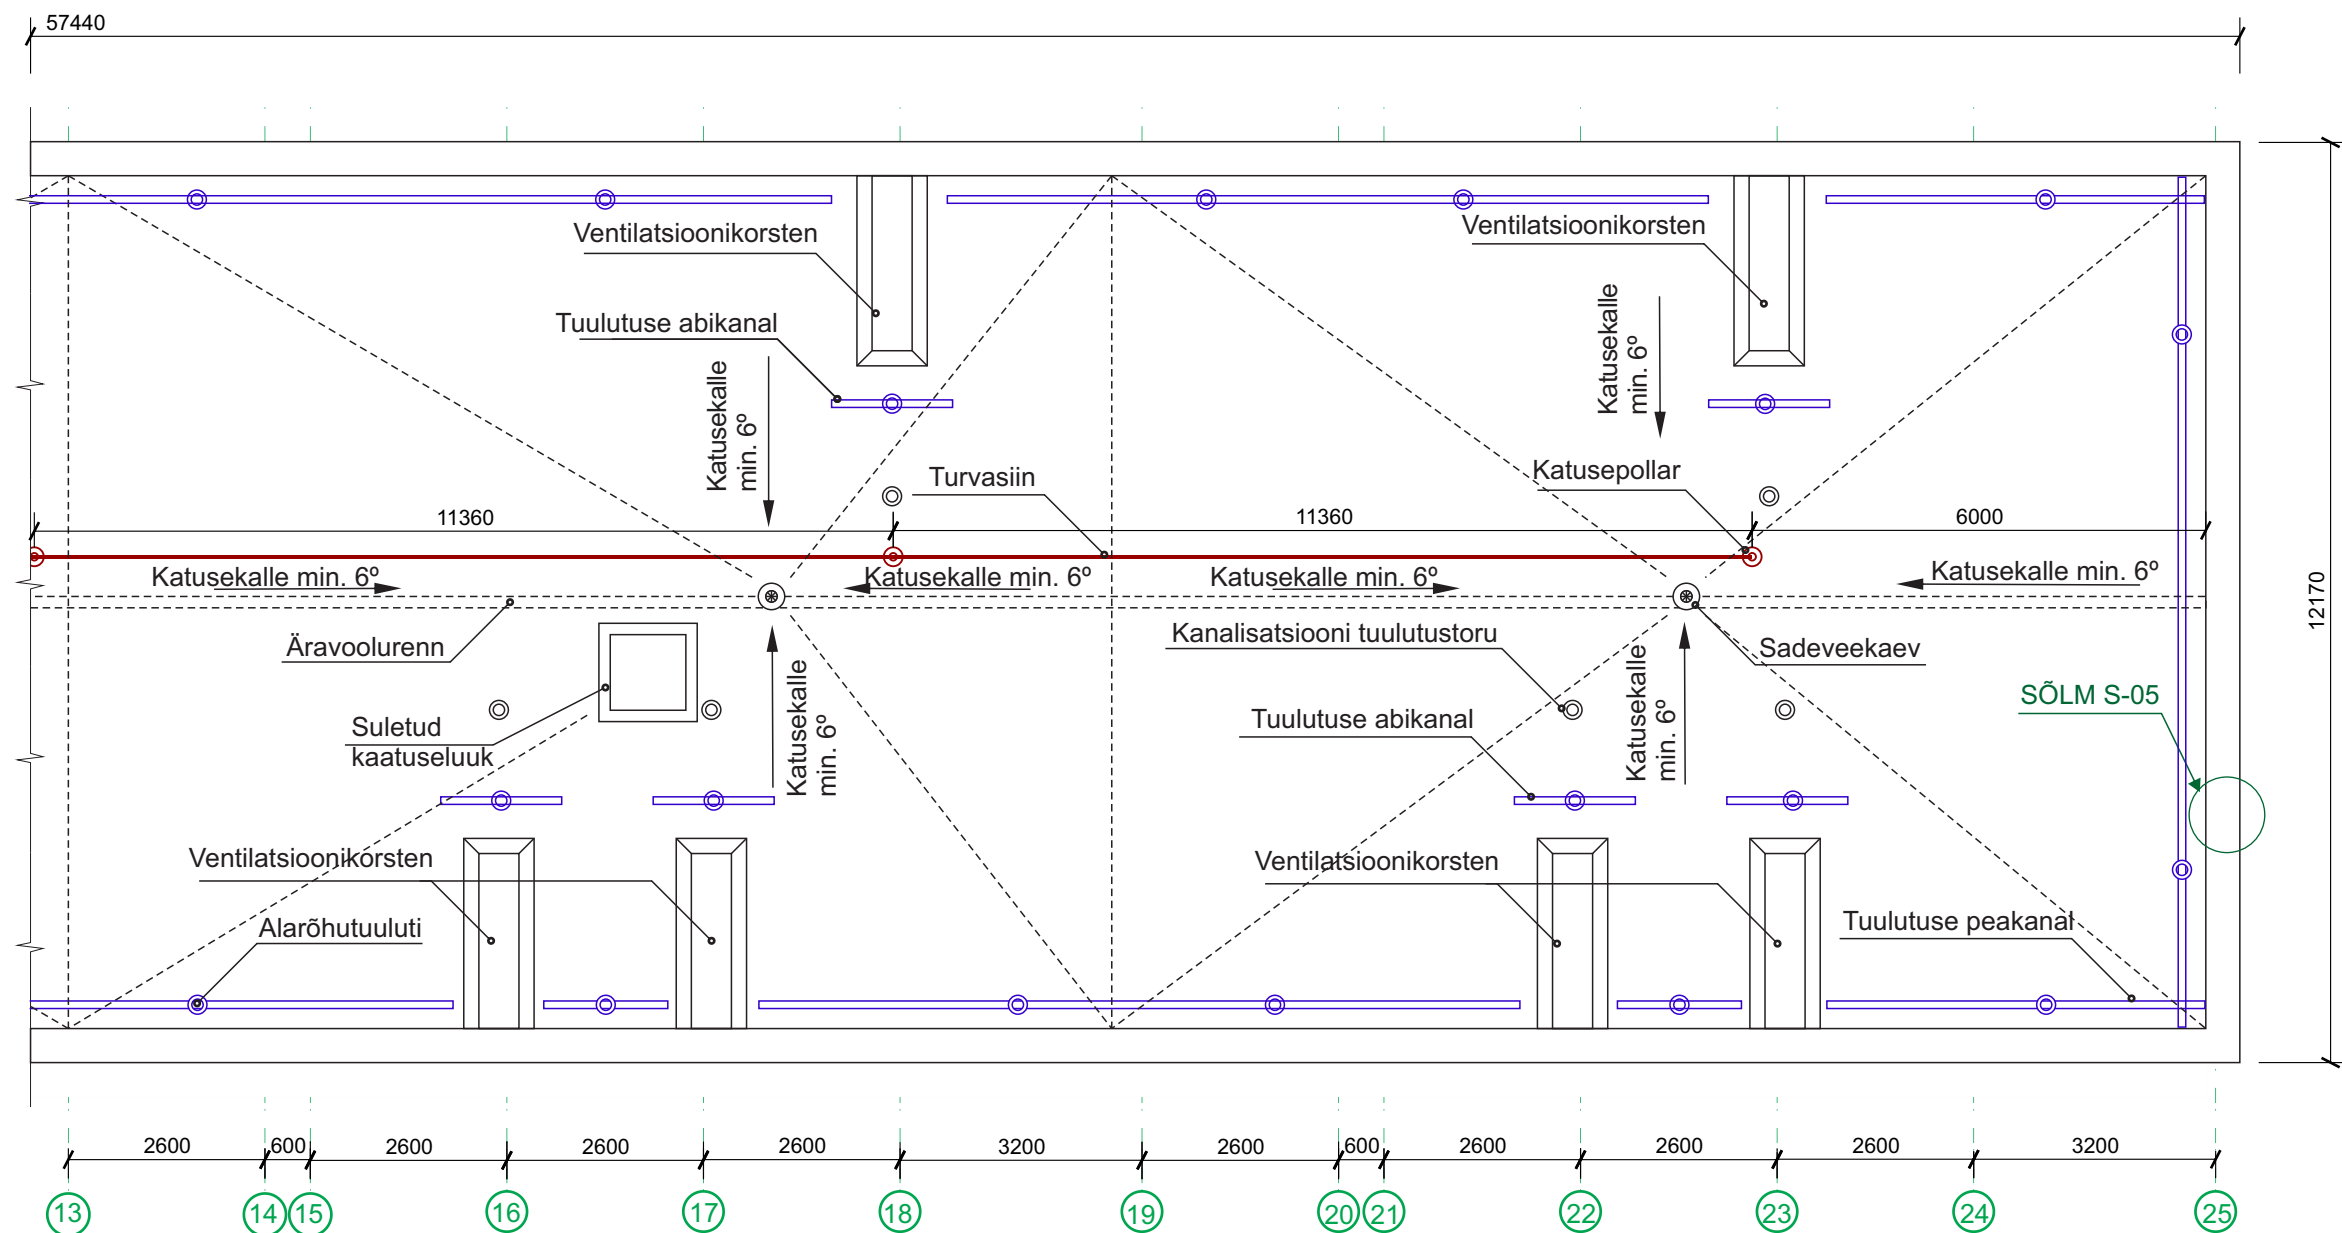 57440
Ventilatsioonikorsten
Ventilatsioonikorsten
Tuulutuse abikanal
Katusekalle
min. 6º
Katusekalle
min. 6º
Turvasiin
Katusepollar
11360
11360
6000
Katusekalle min. 6º
Katusekalle min. 6º
Katusekalle min. 6º
Katusekalle min. 6º
12170
Äravoolurenn
Kanalisatsiooni tuulutustoru
Sadeveekaev
Suletud
kaatuseluuk
Katusekalle
min. 6º
Tuulutuse abikanal
Katusekalle
min. 6º
SÕLM S-05
Ventilatsioonikorsten
Ventilatsioonikorsten
Alarõhutuuluti
Tuulutuse peakanal
2600 600 2600 2600 2600 3200 2600 600 2600 2600 2600 3200
13 14 15 16 17 18 19 20 21 22 23 24 25